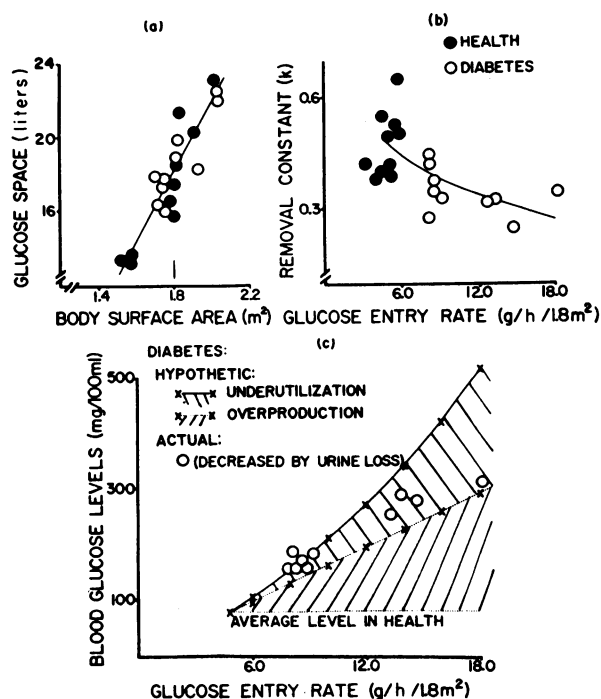 (a)
(b)
HEALTH
DIABETES
GLUCOSE SPACE (liters)
24
20
16
1.4
1.8
2.2
BODY SURFACE AREA (m²)
REMOVAL CONSTANT (k)
0.6
0.3
6.0
12.0
18.0
GLUCOSE ENTRY RATE (g/h/1.8m²)
(c)
DIABETES:
HYPOTHETIC:
UNDERUTILIZATION
OVERPRODUCTION
ACTUAL:
(DECREASED BY URINE LOSS)
BLOOD GLUCOSE LEVELS (mg/100ml)
500
300
100
AVERAGE LEVEL IN HEALTH
6.0
12.0
18.0
GLUCOSE ENTRY RATE (g/h/1.8m²)